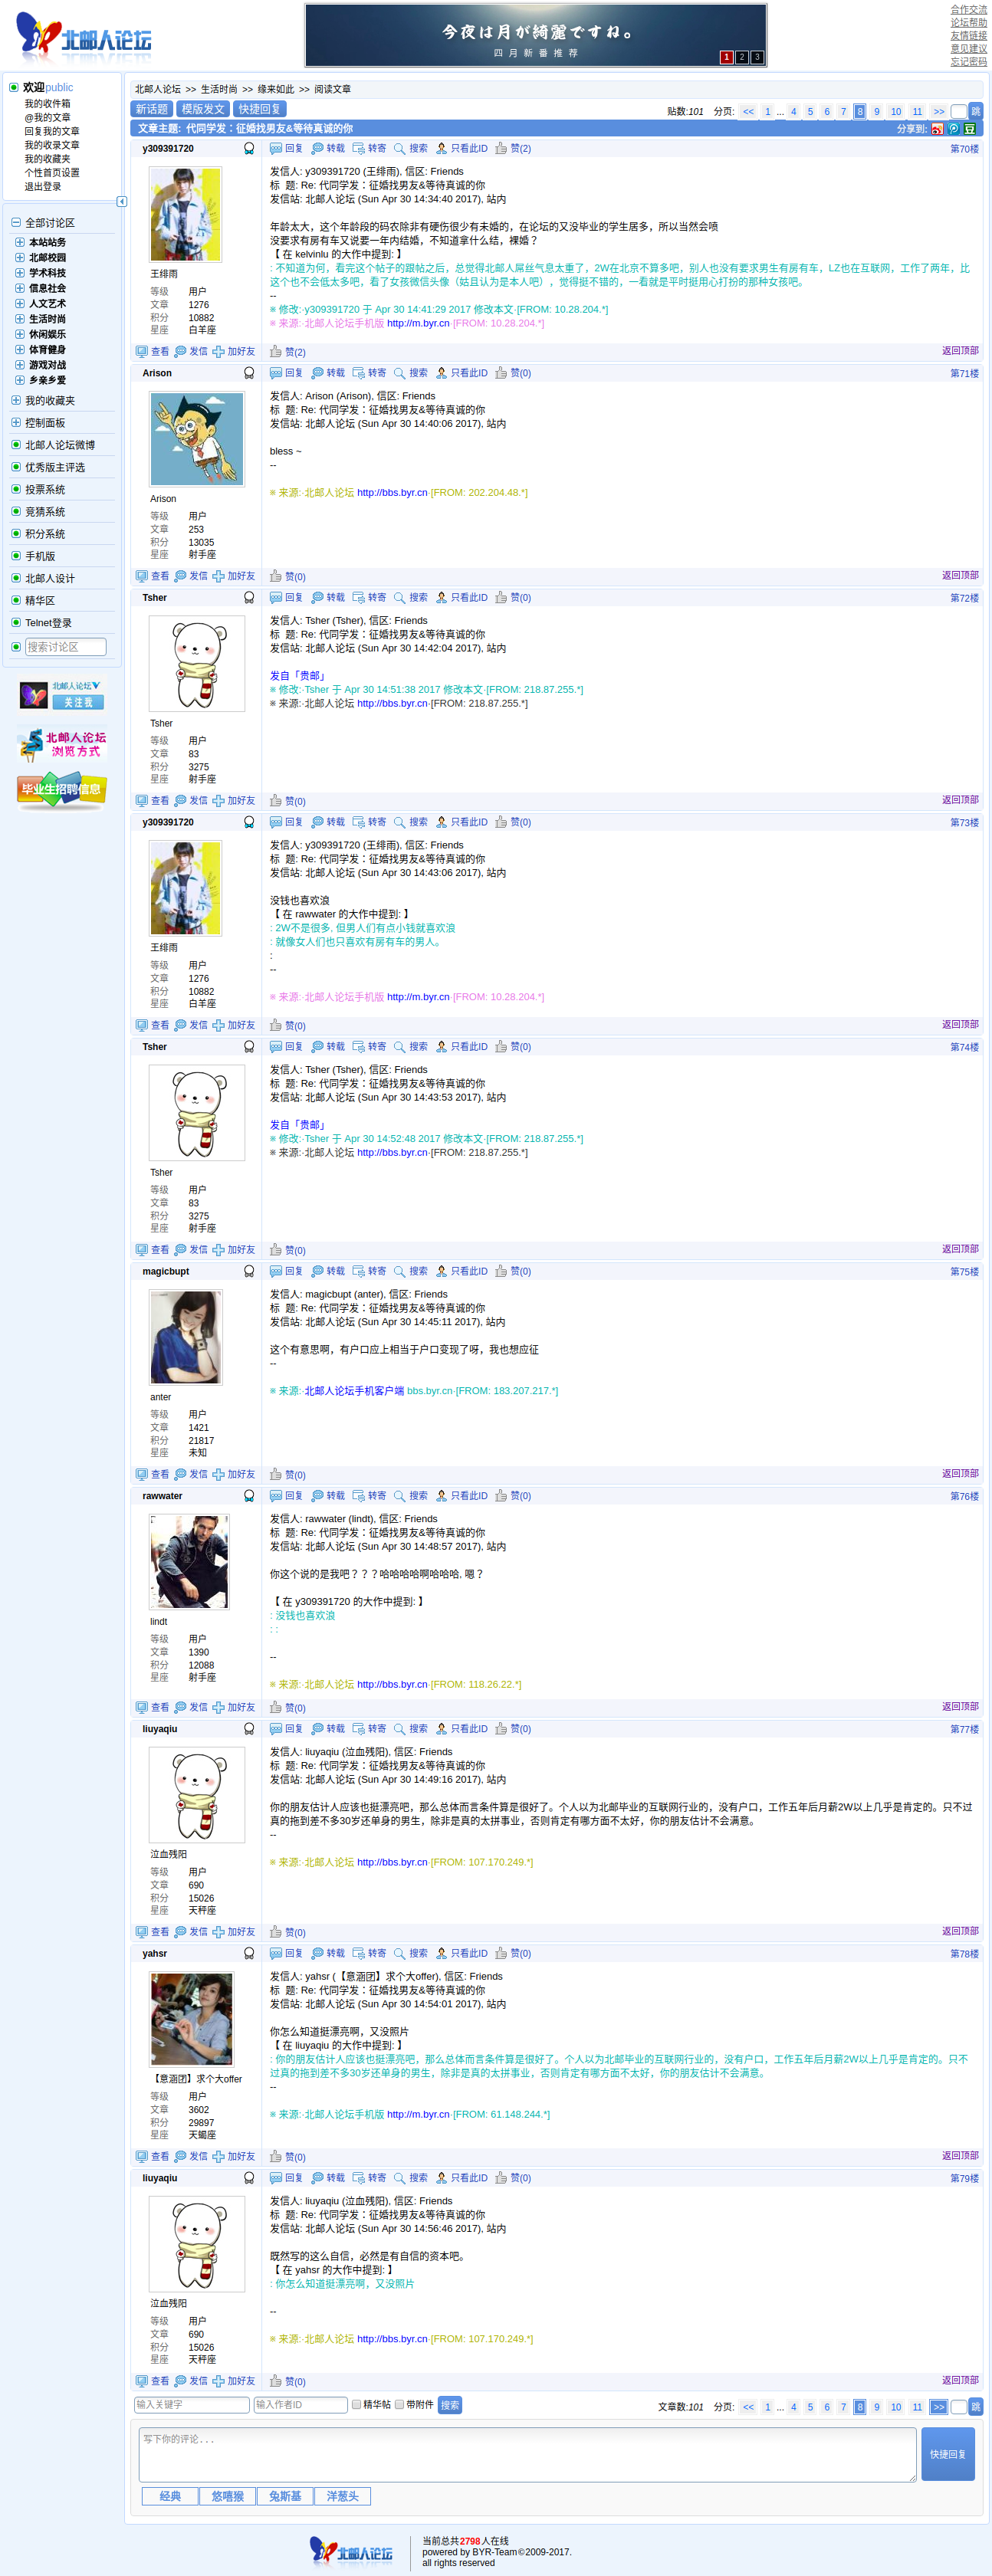 北邮人论坛
今夜は月が綺麗ですね。
四月新番推荐
1 2 3
合作交流
论坛帮助
友情链接
意见建议
忘记密码
欢迎public
我的收件箱
@我的文章
回复我的文章
我的收录文章
我的收藏夹
个性首页设置
退出登录
全部讨论区
本站站务
北邮校园
学术科技
信息社会
人文艺术
生活时尚
休闲娱乐
体育健身
游戏对战
乡亲乡爱
我的收藏夹
控制面板
北邮人论坛微博
优秀版主评选
投票系统
竞猜系统
积分系统
手机版
北邮人设计
精华区
Telnet登录
搜索讨论区
北邮人论坛
关注我
北邮人论坛
浏览方式
毕业生招聘信息
北邮人论坛 >> 生活时尚 >> 缘来如此 >> 阅读文章
新话题 模版发文 快捷回复
贴数:101 分页: << 1 ... 4 5 6 7 8 9 10 11 >> 跳
文章主题: 代同学发：征婚找男友&等待真诚的你
分享到:
y309391720 回复 转载 转寄 搜索 只看此ID 赞(2) 第70楼
王绯雨
等级 用户
文章 1276
积分 10882
星座 白羊座
发信人: y309391720 (王绯雨), 信区: Friends
标 题: Re: 代同学发：征婚找男友&等待真诚的你
发信站: 北邮人论坛 (Sun Apr 30 14:34:40 2017), 站内
年龄太大，这个年龄段的码农除非有硬伤很少有未婚的，在论坛的又没毕业的学生居多，所以当然会喷
没要求有房有车又说要一年内结婚，不知道拿什么结，裸婚？
【 在 kelvinlu 的大作中提到: 】
: 不知道为何，看完这个帖子的跟帖之后，总觉得北邮人屌丝气息太重了，2W在北京不算多吧，别人也没有要求男生有房有车，LZ也在互联网，工作了两年，比
这个也不会低太多吧，看了女孩微信头像（姑且认为是本人吧），觉得挺不错的，一看就是平时挺用心打扮的那种女孩吧。
--
※ 修改:·y309391720 于 Apr 30 14:41:29 2017 修改本文·[FROM: 10.28.204.*]
※ 来源:·北邮人论坛手机版 http://m.byr.cn·[FROM: 10.28.204.*]
查看 发信 加好友 赞(2) 返回顶部
Arison 回复 转载 转寄 搜索 只看此ID 赞(0) 第71楼
Arison
等级 用户
文章 253
积分 13035
星座 射手座
发信人: Arison (Arison), 信区: Friends
标 题: Re: 代同学发：征婚找男友&等待真诚的你
发信站: 北邮人论坛 (Sun Apr 30 14:40:06 2017), 站内
bless ~
--
※ 来源:·北邮人论坛 http://bbs.byr.cn·[FROM: 202.204.48.*]
查看 发信 加好友 赞(0) 返回顶部
Tsher 回复 转载 转寄 搜索 只看此ID 赞(0) 第72楼
Tsher
等级 用户
文章 83
积分 3275
星座 射手座
发信人: Tsher (Tsher), 信区: Friends
标 题: Re: 代同学发：征婚找男友&等待真诚的你
发信站: 北邮人论坛 (Sun Apr 30 14:42:04 2017), 站内
发自「贵邮」
※ 修改:·Tsher 于 Apr 30 14:51:38 2017 修改本文·[FROM: 218.87.255.*]
※ 来源:·北邮人论坛 http://bbs.byr.cn·[FROM: 218.87.255.*]
查看 发信 加好友 赞(0) 返回顶部
y309391720 回复 转载 转寄 搜索 只看此ID 赞(0) 第73楼
王绯雨
等级 用户
文章 1276
积分 10882
星座 白羊座
发信人: y309391720 (王绯雨), 信区: Friends
标 题: Re: 代同学发：征婚找男友&等待真诚的你
发信站: 北邮人论坛 (Sun Apr 30 14:43:06 2017), 站内
没钱也喜欢浪
【 在 rawwater 的大作中提到: 】
: 2W不是很多, 但男人们有点小钱就喜欢浪
: 就像女人们也只喜欢有房有车的男人。
:
--
※ 来源:·北邮人论坛手机版 http://m.byr.cn·[FROM: 10.28.204.*]
查看 发信 加好友 赞(0) 返回顶部
Tsher 回复 转载 转寄 搜索 只看此ID 赞(0) 第74楼
Tsher
等级 用户
文章 83
积分 3275
星座 射手座
发信人: Tsher (Tsher), 信区: Friends
标 题: Re: 代同学发：征婚找男友&等待真诚的你
发信站: 北邮人论坛 (Sun Apr 30 14:43:53 2017), 站内
发自「贵邮」
※ 修改:·Tsher 于 Apr 30 14:52:48 2017 修改本文·[FROM: 218.87.255.*]
※ 来源:·北邮人论坛 http://bbs.byr.cn·[FROM: 218.87.255.*]
查看 发信 加好友 赞(0) 返回顶部
magicbupt 回复 转载 转寄 搜索 只看此ID 赞(0) 第75楼
anter
等级 用户
文章 1421
积分 21817
星座 未知
发信人: magicbupt (anter), 信区: Friends
标 题: Re: 代同学发：征婚找男友&等待真诚的你
发信站: 北邮人论坛 (Sun Apr 30 14:45:11 2017), 站内
这个有意思啊，有户口应上相当于户口变现了呀，我也想应征
--
※ 来源:·北邮人论坛手机客户端 bbs.byr.cn·[FROM: 183.207.217.*]
查看 发信 加好友 赞(0) 返回顶部
rawwater 回复 转载 转寄 搜索 只看此ID 赞(0) 第76楼
lindt
等级 用户
文章 1390
积分 12088
星座 射手座
发信人: rawwater (lindt), 信区: Friends
标 题: Re: 代同学发：征婚找男友&等待真诚的你
发信站: 北邮人论坛 (Sun Apr 30 14:48:57 2017), 站内
你这个说的是我吧？？？哈哈哈哈啊哈哈哈, 嗯？
【 在 y309391720 的大作中提到: 】
: 没钱也喜欢浪
: :
--
※ 来源:·北邮人论坛 http://bbs.byr.cn·[FROM: 118.26.22.*]
查看 发信 加好友 赞(0) 返回顶部
liuyaqiu 回复 转载 转寄 搜索 只看此ID 赞(0) 第77楼
泣血残阳
等级 用户
文章 690
积分 15026
星座 天秤座
发信人: liuyaqiu (泣血残阳), 信区: Friends
标 题: Re: 代同学发：征婚找男友&等待真诚的你
发信站: 北邮人论坛 (Sun Apr 30 14:49:16 2017), 站内
你的朋友估计人应该也挺漂亮吧，那么总体而言条件算是很好了。个人以为北邮毕业的互联网行业的，没有户口，工作五年后月薪2W以上几乎是肯定的。只不过
真的拖到差不多30岁还单身的男生，除非是真的太拼事业，否则肯定有哪方面不太好，你的朋友估计不会满意。
--
※ 来源:·北邮人论坛 http://bbs.byr.cn·[FROM: 107.170.249.*]
查看 发信 加好友 赞(0) 返回顶部
yahsr 回复 转载 转寄 搜索 只看此ID 赞(0) 第78楼
【意涵团】求个大offer
等级 用户
文章 3602
积分 29897
星座 天蝎座
发信人: yahsr (【意涵团】求个大offer), 信区: Friends
标 题: Re: 代同学发：征婚找男友&等待真诚的你
发信站: 北邮人论坛 (Sun Apr 30 14:54:01 2017), 站内
你怎么知道挺漂亮啊，又没照片
【 在 liuyaqiu 的大作中提到: 】
: 你的朋友估计人应该也挺漂亮吧，那么总体而言条件算是很好了。个人以为北邮毕业的互联网行业的，没有户口，工作五年后月薪2W以上几乎是肯定的。只不
过真的拖到差不多30岁还单身的男生，除非是真的太拼事业，否则肯定有哪方面不太好，你的朋友估计不会满意。
--
※ 来源:·北邮人论坛手机版 http://m.byr.cn·[FROM: 61.148.244.*]
查看 发信 加好友 赞(0) 返回顶部
liuyaqiu 回复 转载 转寄 搜索 只看此ID 赞(0) 第79楼
泣血残阳
等级 用户
文章 690
积分 15026
星座 天秤座
发信人: liuyaqiu (泣血残阳), 信区: Friends
标 题: Re: 代同学发：征婚找男友&等待真诚的你
发信站: 北邮人论坛 (Sun Apr 30 14:56:46 2017), 站内
既然写的这么自信，必然是有自信的资本吧。
【 在 yahsr 的大作中提到: 】
: 你怎么知道挺漂亮啊，又没照片
--
※ 来源:·北邮人论坛 http://bbs.byr.cn·[FROM: 107.170.249.*]
查看 发信 加好友 赞(0) 返回顶部
输入关键字 输入作者ID 精华帖 带附件 搜索
文章数:101 分页: << 1 ... 4 5 6 7 8 9 10 11 >> 跳
写下你的评论...
快捷回复
经典 悠嘻猴 兔斯基 洋葱头
北邮人论坛
当前总共2798人在线
powered by BYR-Team©2009-2017.
all rights reserved